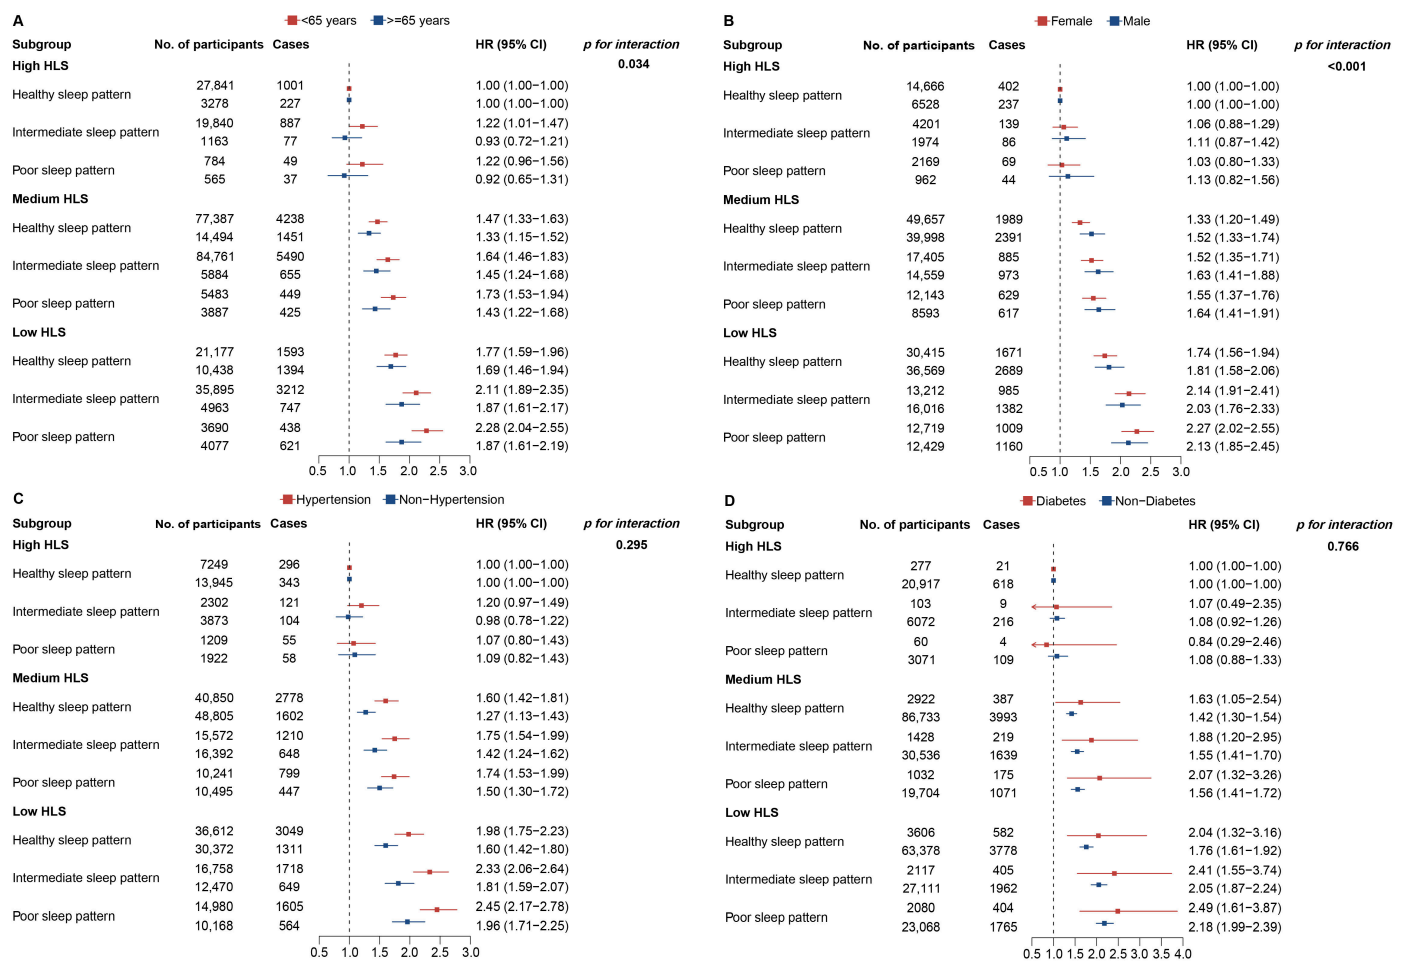 A
<65 years >=65 years
Subgroup No. of participants Cases HR (95% CI) p for interaction
High HLS 0.034
27,841 1001 1.00 (1.00−1.00)
Healthy sleep pattern
3278 227 1.00 (1.00−1.00)
19,840 887 1.22 (1.01−1.47)
Intermediate sleep pattern
1163 77 0.93 (0.72−1.21)
784 49 1.22 (0.96−1.56)
Poor sleep pattern
565 37 0.92 (0.65−1.31)
Medium HLS
77,387 4238 1.47 (1.33−1.63)
Healthy sleep pattern
14,494 1451 1.33 (1.15−1.52)
84,761 5490 1.64 (1.46−1.83)
Intermediate sleep pattern
5884 655 1.45 (1.24−1.68)
5483 449 1.73 (1.53−1.94)
Poor sleep pattern
3887 425 1.43 (1.22−1.68)
Low HLS
21,177 1593 1.77 (1.59−1.96)
Healthy sleep pattern
10,438 1394 1.69 (1.46−1.94)
35,895 3212 2.11 (1.89−2.35)
Intermediate sleep pattern
4963 747 1.87 (1.61−2.17)
3690 438 2.28 (2.04−2.55)
Poor sleep pattern
4077 621 1.87 (1.61−2.19)
0.5 1.0 1.5 2.0 2.5 3.0
B
Female Male
Subgroup No. of participants Cases HR (95% CI) p for interaction
High HLS <0.001
14,666 402 1.00 (1.00−1.00)
Healthy sleep pattern
6528 237 1.00 (1.00−1.00)
4201 139 1.06 (0.88−1.29)
Intermediate sleep pattern
1974 86 1.11 (0.87−1.42)
2169 69 1.03 (0.80−1.33)
Poor sleep pattern
962 44 1.13 (0.82−1.56)
Medium HLS
49,657 1989 1.33 (1.20−1.49)
Healthy sleep pattern
39,998 2391 1.52 (1.33−1.74)
17,405 885 1.52 (1.35−1.71)
Intermediate sleep pattern
14,559 973 1.63 (1.41−1.88)
12,143 629 1.55 (1.37−1.76)
Poor sleep pattern
8593 617 1.64 (1.41−1.91)
Low HLS
30,415 1671 1.74 (1.56−1.94)
Healthy sleep pattern
36,569 2689 1.81 (1.58−2.06)
13,212 985 2.14 (1.91−2.41)
Intermediate sleep pattern
16,016 1382 2.03 (1.76−2.33)
12,719 1009 2.27 (2.02−2.55)
Poor sleep pattern
12,429 1160 2.13 (1.85−2.45)
0.5 1.0 1.5 2.0 2.5 3.0
C
Hypertension Non−Hypertension
Subgroup No. of participants Cases HR (95% CI) p for interaction
High HLS 0.295
7249 296 1.00 (1.00−1.00)
Healthy sleep pattern
13,945 343 1.00 (1.00−1.00)
2302 121 1.20 (0.97−1.49)
Intermediate sleep pattern
3873 104 0.98 (0.78−1.22)
1209 55 1.07 (0.80−1.43)
Poor sleep pattern
1922 58 1.09 (0.82−1.43)
Medium HLS
40,850 2778 1.60 (1.42−1.81)
Healthy sleep pattern
48,805 1602 1.27 (1.13−1.43)
15,572 1210 1.75 (1.54−1.99)
Intermediate sleep pattern
16,392 648 1.42 (1.24−1.62)
10,241 799 1.74 (1.53−1.99)
Poor sleep pattern
10,495 447 1.50 (1.30−1.72)
Low HLS
36,612 3049 1.98 (1.75−2.23)
Healthy sleep pattern
30,372 1311 1.60 (1.42−1.80)
16,758 1718 2.33 (2.06−2.64)
Intermediate sleep pattern
12,470 649 1.81 (1.59−2.07)
14,980 1605 2.45 (2.17−2.78)
Poor sleep pattern
10,168 564 1.96 (1.71−2.25)
0.5 1.0 1.5 2.0 2.5 3.0
D
Diabetes Non−Diabetes
Subgroup No. of participants Cases HR (95% CI) p for interaction
High HLS 0.766
277 21 1.00 (1.00−1.00)
Healthy sleep pattern
20,917 618 1.00 (1.00−1.00)
103 9 1.07 (0.49−2.35)
Intermediate sleep pattern
6072 216 1.08 (0.92−1.26)
60 4 0.84 (0.29−2.46)
Poor sleep pattern
3071 109 1.08 (0.88−1.33)
Medium HLS
2922 387 1.63 (1.05−2.54)
Healthy sleep pattern
86,733 3993 1.42 (1.30−1.54)
1428 219 1.88 (1.20−2.95)
Intermediate sleep pattern
30,536 1639 1.55 (1.41−1.70)
1032 175 2.07 (1.32−3.26)
Poor sleep pattern
19,704 1071 1.56 (1.41−1.72)
Low HLS
3606 582 2.04 (1.32−3.16)
Healthy sleep pattern
63,378 3778 1.76 (1.61−1.92)
2117 405 2.41 (1.55−3.74)
Intermediate sleep pattern
27,111 1962 2.05 (1.87−2.24)
2080 404 2.49 (1.61−3.87)
Poor sleep pattern
23,068 1765 2.18 (1.99−2.39)
0.5 1.0 1.5 2.0 2.5 3.0 3.5 4.0